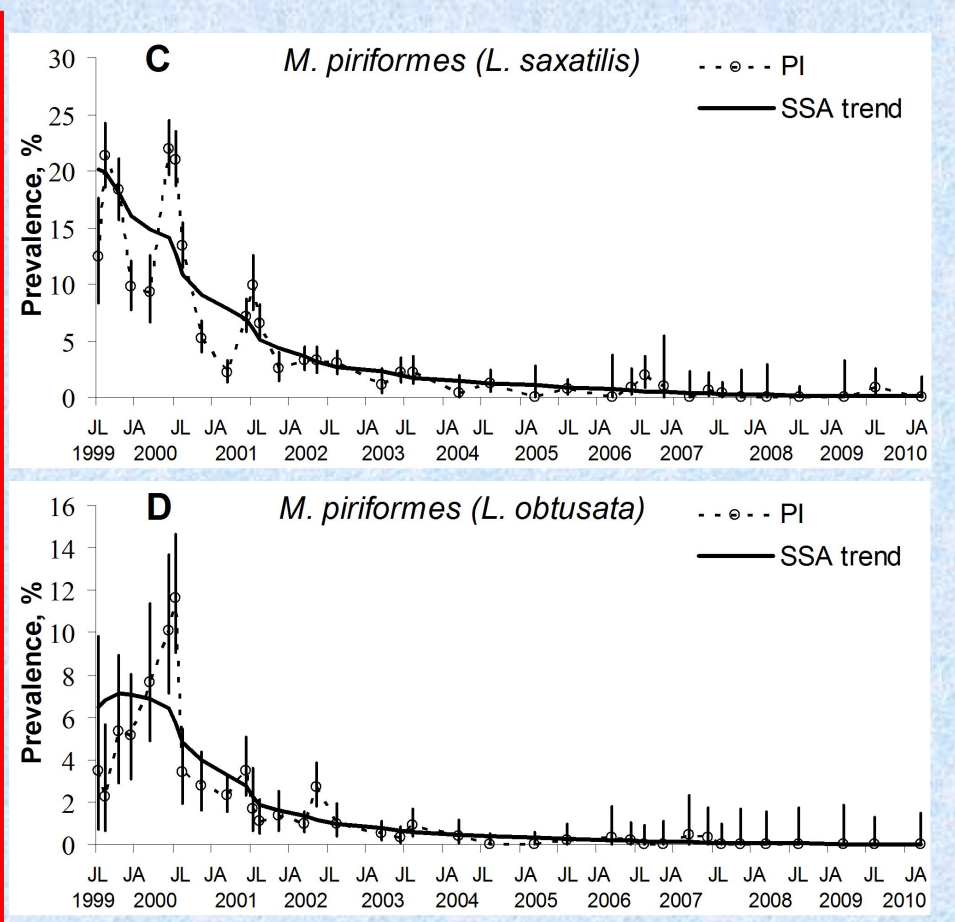 C M. piriformes (L. saxatilis)
PI
SSA trend
Prevalence, %
30
25
20
15
10
5
0
JL JA JL JA JL JA JL JA JL JA JL JA JL JA JL JA JL JA JL JA JL JA
1999 2000 2001 2002 2003 2004 2005 2006 2007 2008 2009 2010
D M. piriformes (L. obtusata)
PI
SSA trend
Prevalence, %
16
14
12
10
8
6
4
2
0
JL JA JL JA JL JA JL JA JL JA JL JA JL JA JL JA JL JA JL JA JL JA
1999 2000 2001 2002 2003 2004 2005 2006 2007 2008 2009 2010